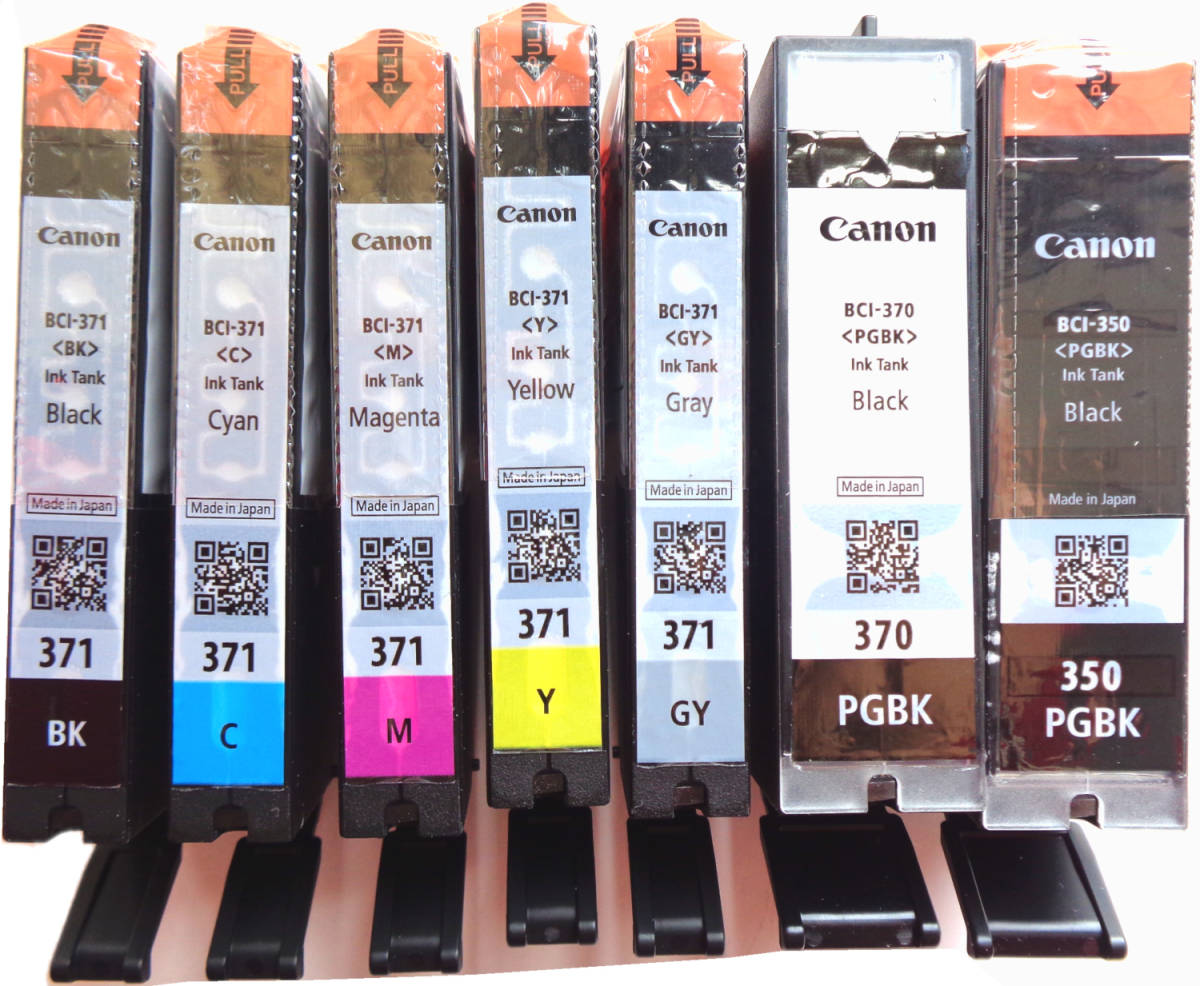 PULL
Canon
BCI-371
<BK>
Ink Tank
Black
Made in Japan
371
BK
PULL
Canon
BCI-371
<C>
Ink Tank
Cyan
Made in Japan
371
C
PULL
Canon
BCI-371
<M>
Ink Tank
Magenta
Made in Japan
371
M
PULL
Canon
BCI-371
<Y>
Ink Tank
Yellow
Made in Japan
371
Y
PULL
Canon
BCI-371
<GY>
Ink Tank
Gray
Made in Japan
371
GY
Canon
BCI-370
<PGBK>
Ink Tank
Black
Made in Japan
370
PGBK
PULL
Canon
BCI-350
<PGBK>
Ink Tank
Black
Made in Japan
350
PGBK